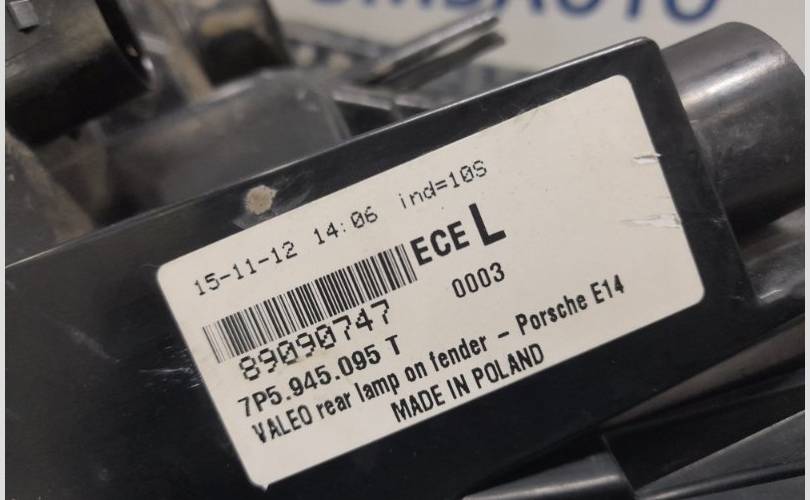 15-11-12 14:06 ind=10S
ECE L
0003
89090747
7P5.945.095 T
VALEO rear lamp on fender - Porsche E14
MADE IN POLAND